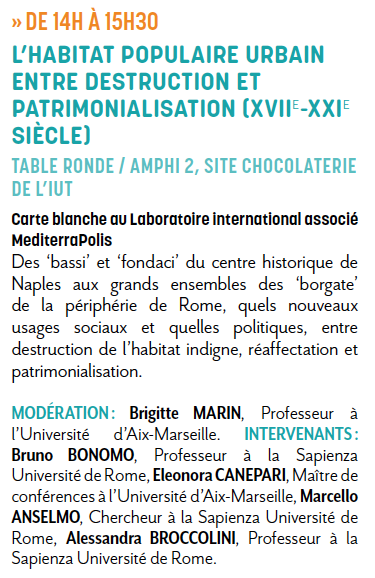 » DE 14H À 15H30
L’HABITAT POPULAIRE URBAIN
ENTRE DESTRUCTION ET
PATRIMONIALISATION (XVIIE-XXIE
SIÈCLE)
TABLE RONDE / AMPHI 2, SITE CHOCOLATERIE
DE L’IUT
Carte blanche au Laboratoire international associé
MediterraPolis
Des ‘bassi’ et ‘fondaci’ du centre historique de
Naples aux grands ensembles des ‘borgate’
de la périphérie de Rome, quels nouveaux
usages sociaux et quelles politiques, entre
destruction de l’habitat indigne, réaffectation et
patrimonialisation.
MODÉRATION : Brigitte MARIN, Professeur à
l’Université d’Aix-Marseille. INTERVENANTS :
Bruno BONOMO, Professeur à la Sapienza
Université de Rome, Eleonora CANEPARI, Maître de
conférences à l’Université d’Aix-Marseille, Marcello
ANSELMO, Chercheur à la Sapienza Université de
Rome, Alessandra BROCCOLINI, Professeur à la
Sapienza Université de Rome.